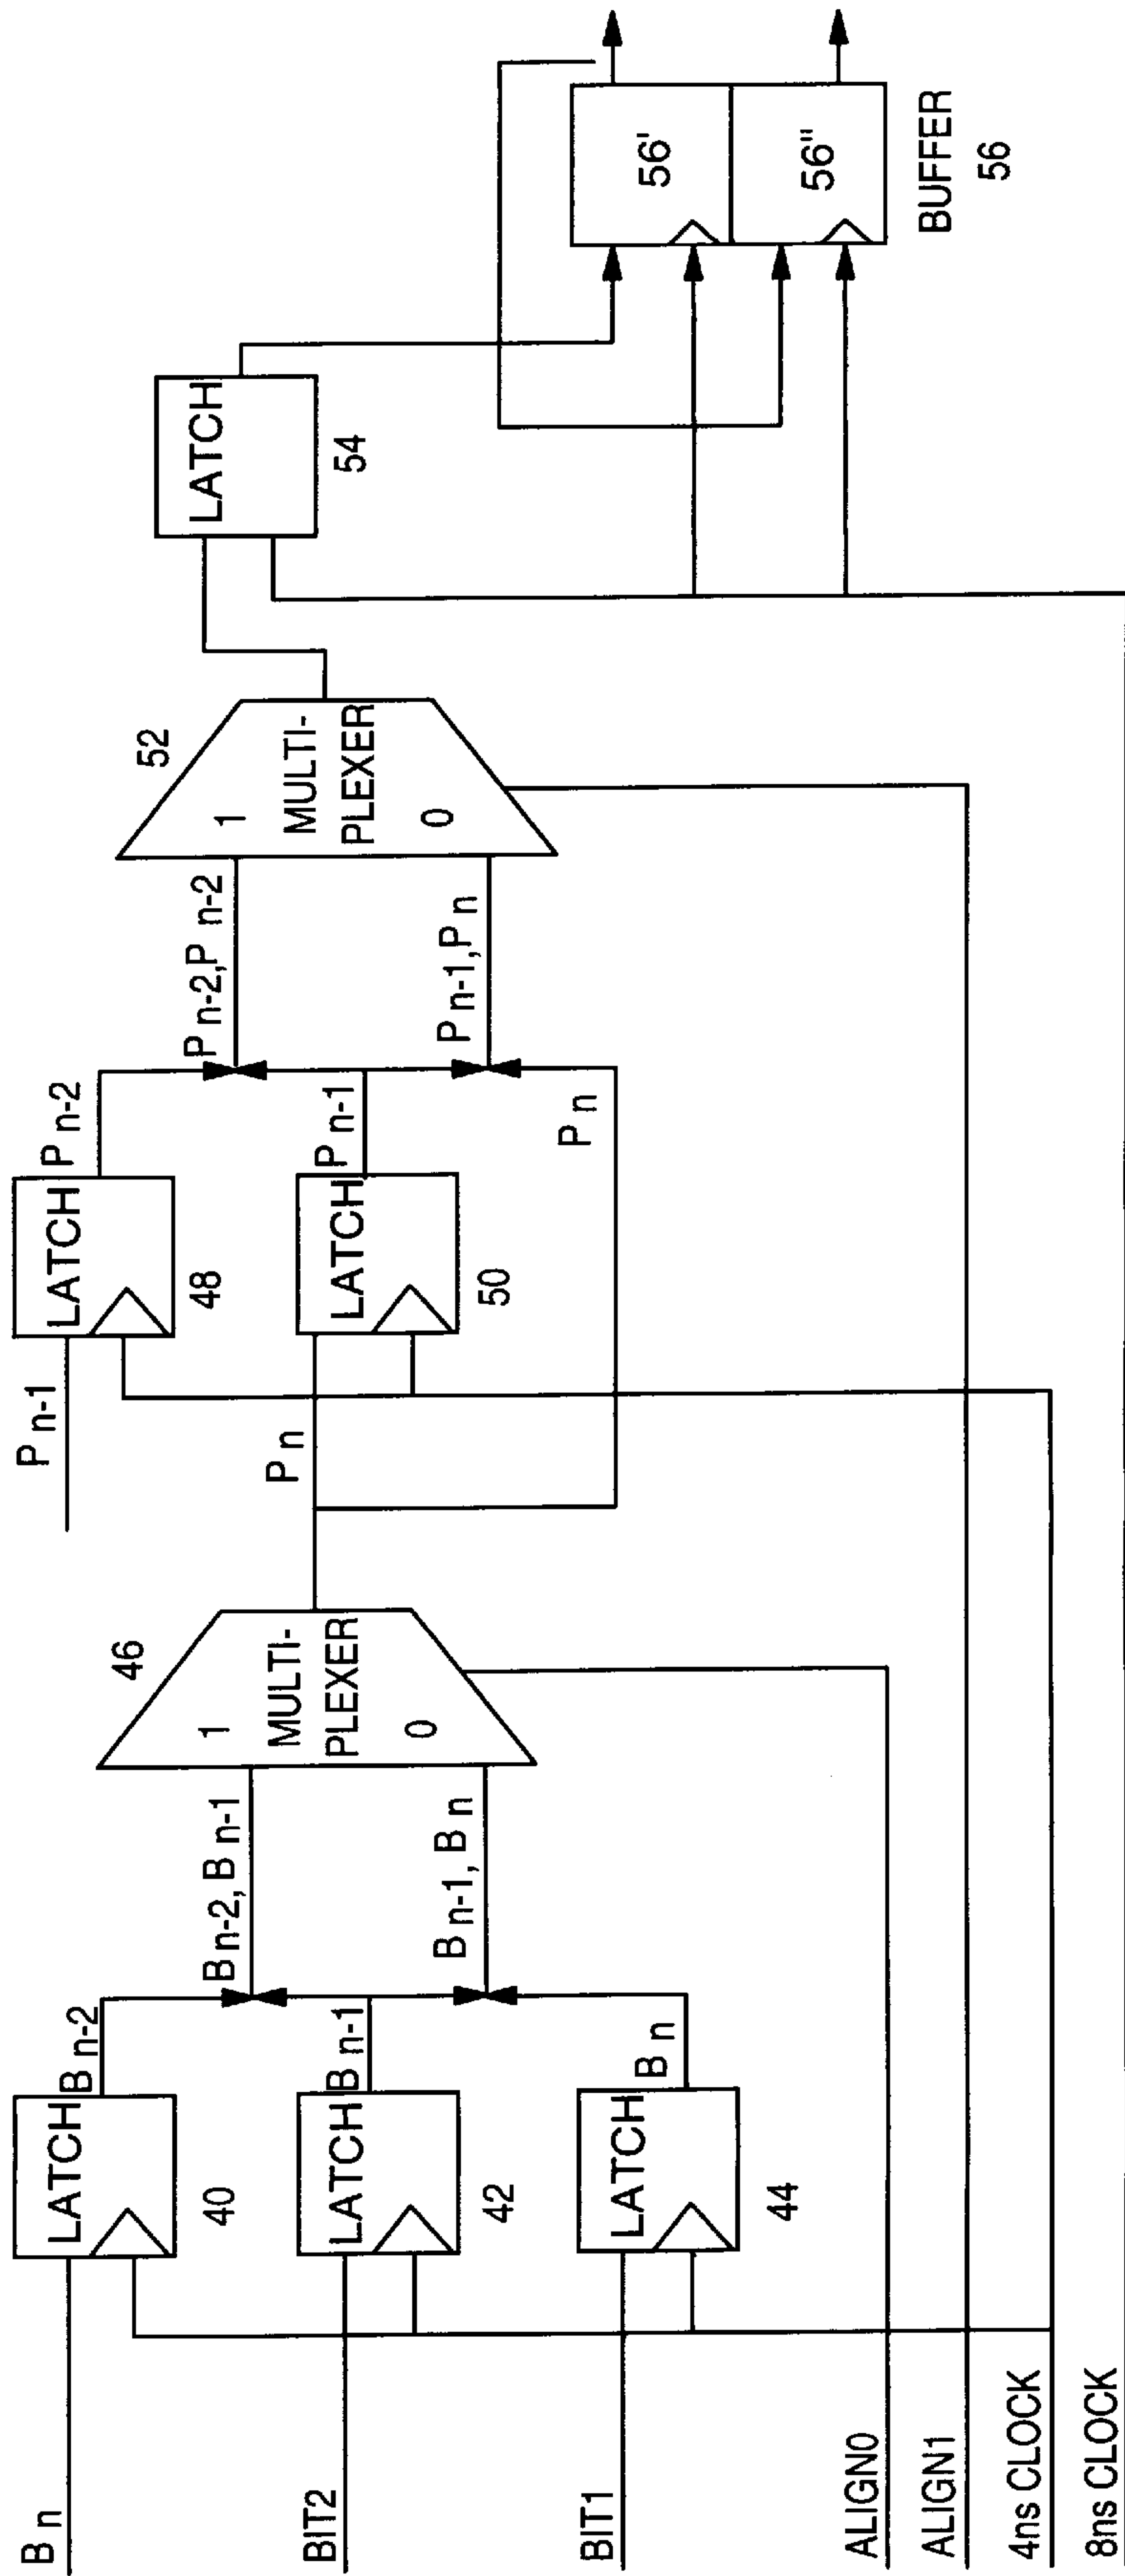 B n
BIT2
BIT1
ALIGN0
ALIGN1
4ns CLOCK
8ns CLOCK
LATCH
40
LATCH
42
LATCH
44
B n-2
B n-1
B n
B n-2, B n-1
B n-1, B n
46
1
MULTI-
PLEXER
0
P n
P n-1
LATCH
48
LATCH
50
P n-2
P n-1
P n
P n-2,P n-2
P n-1,P n
52
1
MULTI-
PLEXER
0
LATCH
54
56'
56"
BUFFER
56